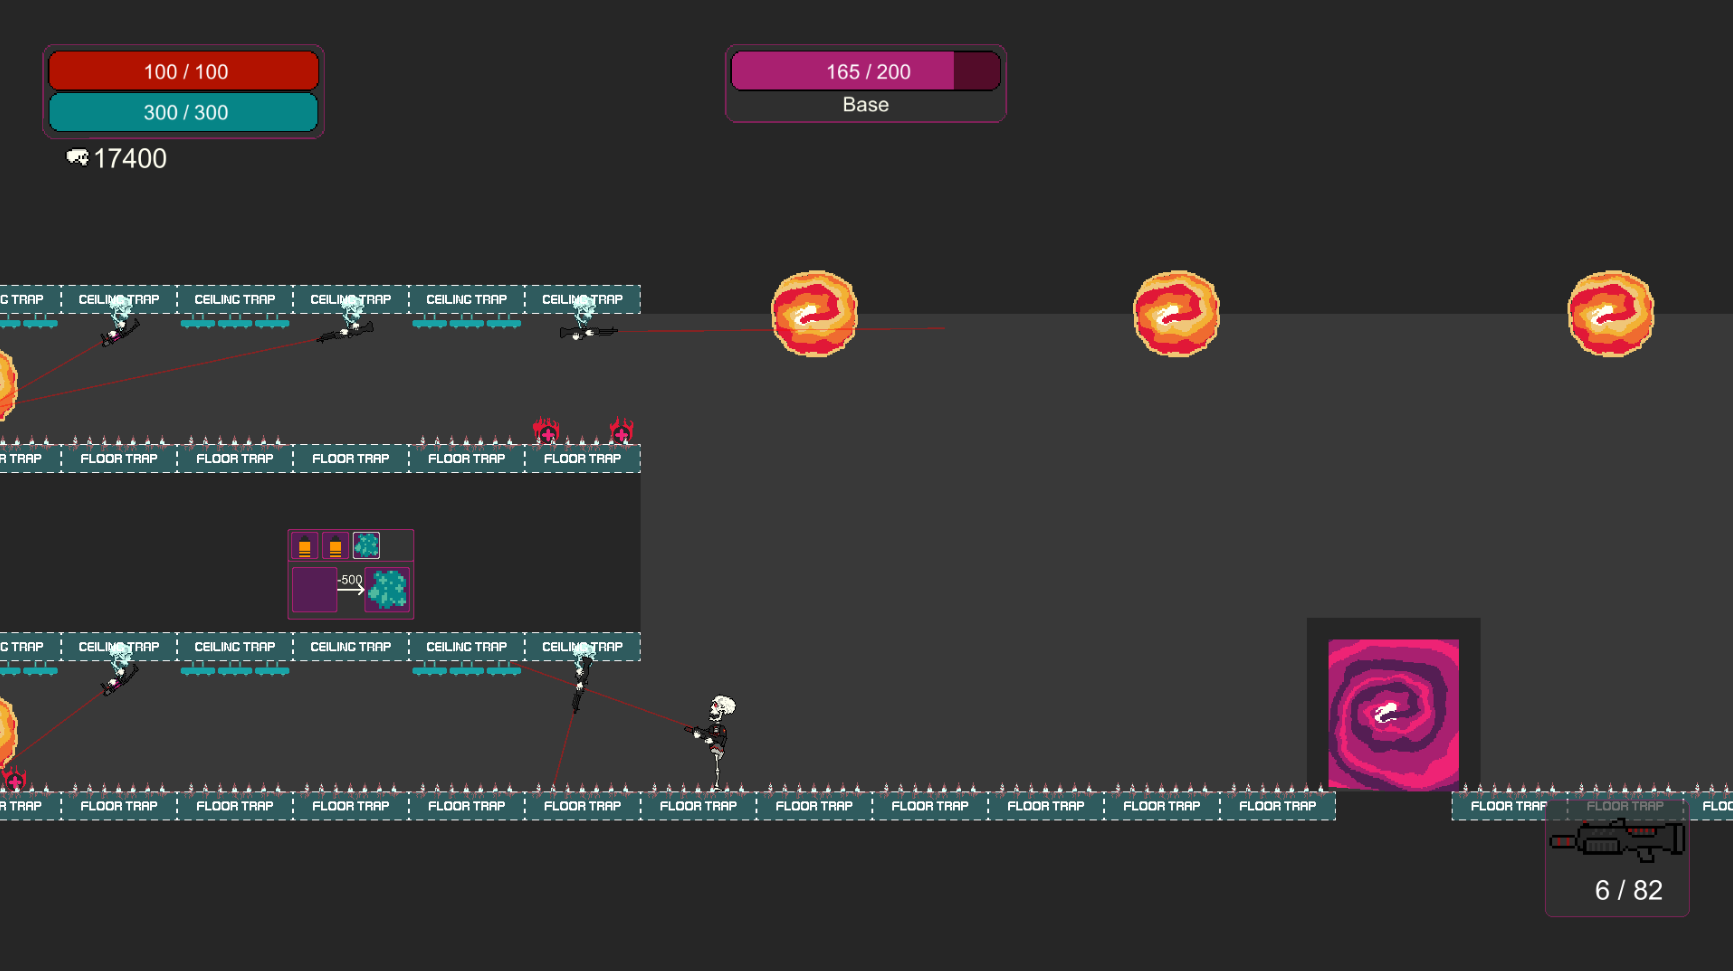 100 / 100
300 / 300
17400
165 / 200
Base
G TRAP CEILING TRAP CEILING TRAP CEILING TRAP CEILING TRAP CEILING TRAP
R TRAP FLOOR TRAP FLOOR TRAP FLOOR TRAP FLOOR TRAP FLOOR TRAP
-500
G TRAP CEILING TRAP CEILING TRAP CEILING TRAP CEILING TRAP CEILING TRAP
R TRAP FLOOR TRAP FLOOR TRAP FLOOR TRAP FLOOR TRAP FLOOR TRAP FLOOR TRAP FLOOR TRAP FLOOR TRAP FLOOR TRAP FLOOR TRAP FLOOR TRAP FLOOR TRAP FLOOR TRAP FLOO
6 / 82